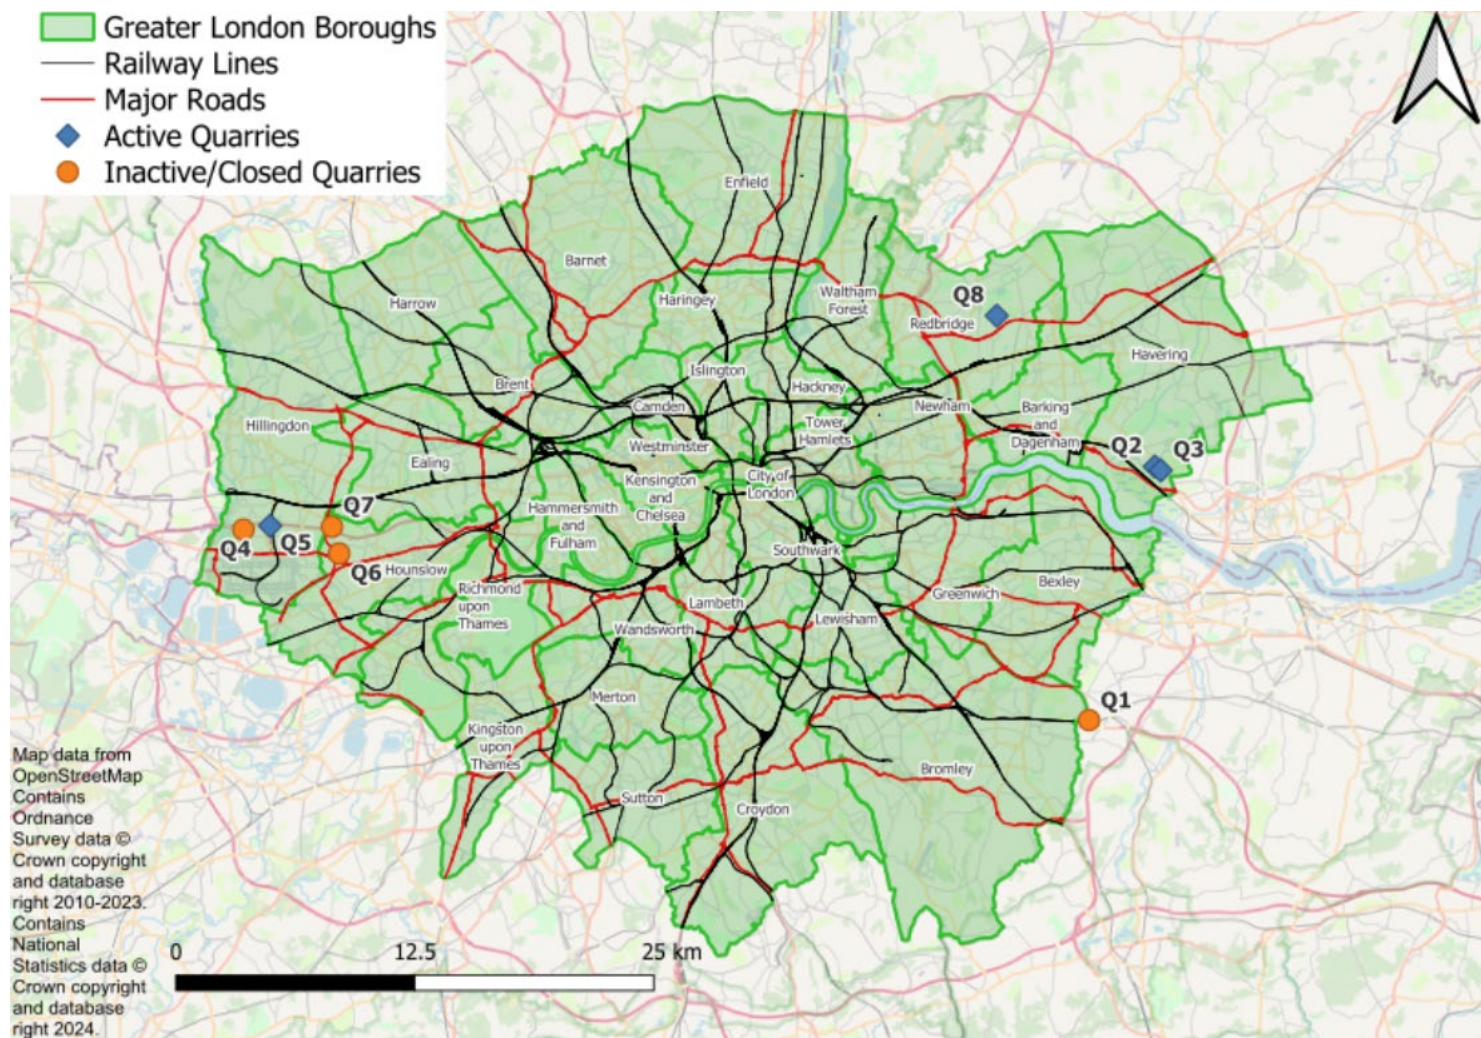 Greater London Boroughs
Railway Lines
Major Roads
Active Quarries
Inactive/Closed Quarries
Enfield
Barnet
Harrow
Haringey
Waltham
Forest
Q8
Redbridge
Havering
Islington
Brent
Hackney
Camden
Newham
Barking
and
Dagenham
Hillingdon
Tower
Hamlets
Westminster
Q2
Q3
Ealing
Kensington
and
Chelsea
City of
London
Q7
Hammersmith
and
Fulham
Q4
Q5
Q6
Hounslow
Southwark
Richmond
upon
Thames
Lambeth
Greenwich
Bexley
Wandsworth
Lewisham
Merton
Q1
Kingston
upon
Thames
Bromley
Sutton
Croydon
Map data from
OpenStreetMap
Contains
Ordnance
Survey data ©
Crown copyright
and database
right 2010-2023.
Contains
National
Statistics data ©
Crown copyright
and database
right 2024.
0 12.5 25 km